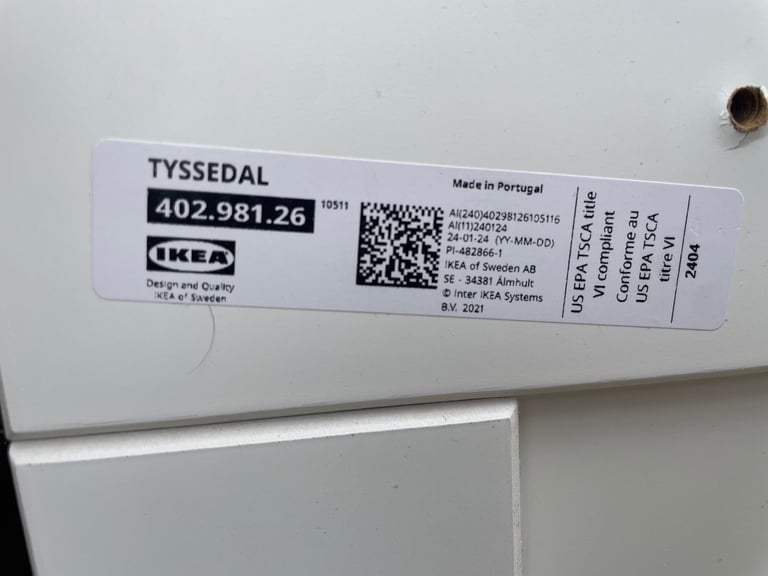 TYSSEDAL
402.981.26
10511
IKEA
Design and Quality
IKEA of Sweden
Made in Portugal
AI(240)40298126105116
AI(11)240124
24-01-24 (YY-MM-DD)
PI-482866-1
IKEA of Sweden AB
SE - 34381 Älmhult
© Inter IKEA Systems
B.V. 2021
US EPA TSCA title
VI compliant
Conforme au
US EPA TSCA
titre VI
2404